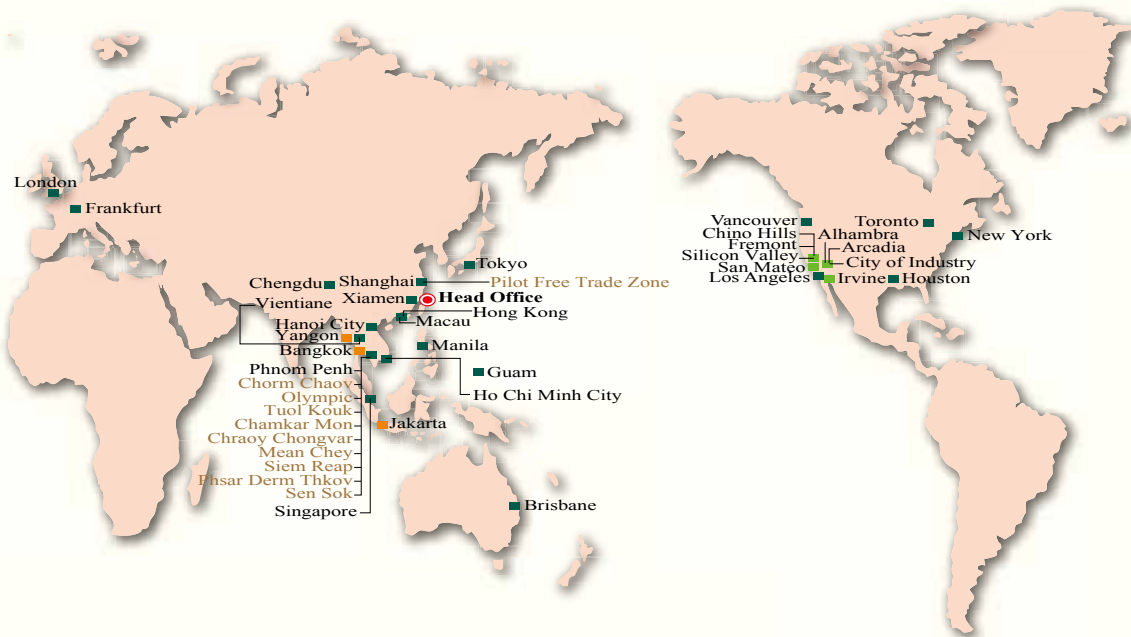 London
Frankfurt
Tokyo
Chengdu
Shanghai
Pilot Free Trade Zone
Vientiane
Xiamen
Head Office
Hong Kong
Macau
Hanoi City
Yangon
Bangkok
Manila
Phnom Penh
Guam
Chorm Chaov
Olympic
Ho Chi Minh City
Tuol Kouk
Chamkar Mon
Jakarta
Chraoy Chongvar
Mean Chey
Siem Reap
Phsar Derm Thkov
Sen Sok
Singapore
Brisbane
Vancouver
Toronto
Chino Hills
Alhambra
New York
Fremont
Arcadia
Silicon Valley
City of Industry
San Mateo
Los Angeles
Irvine
Houston